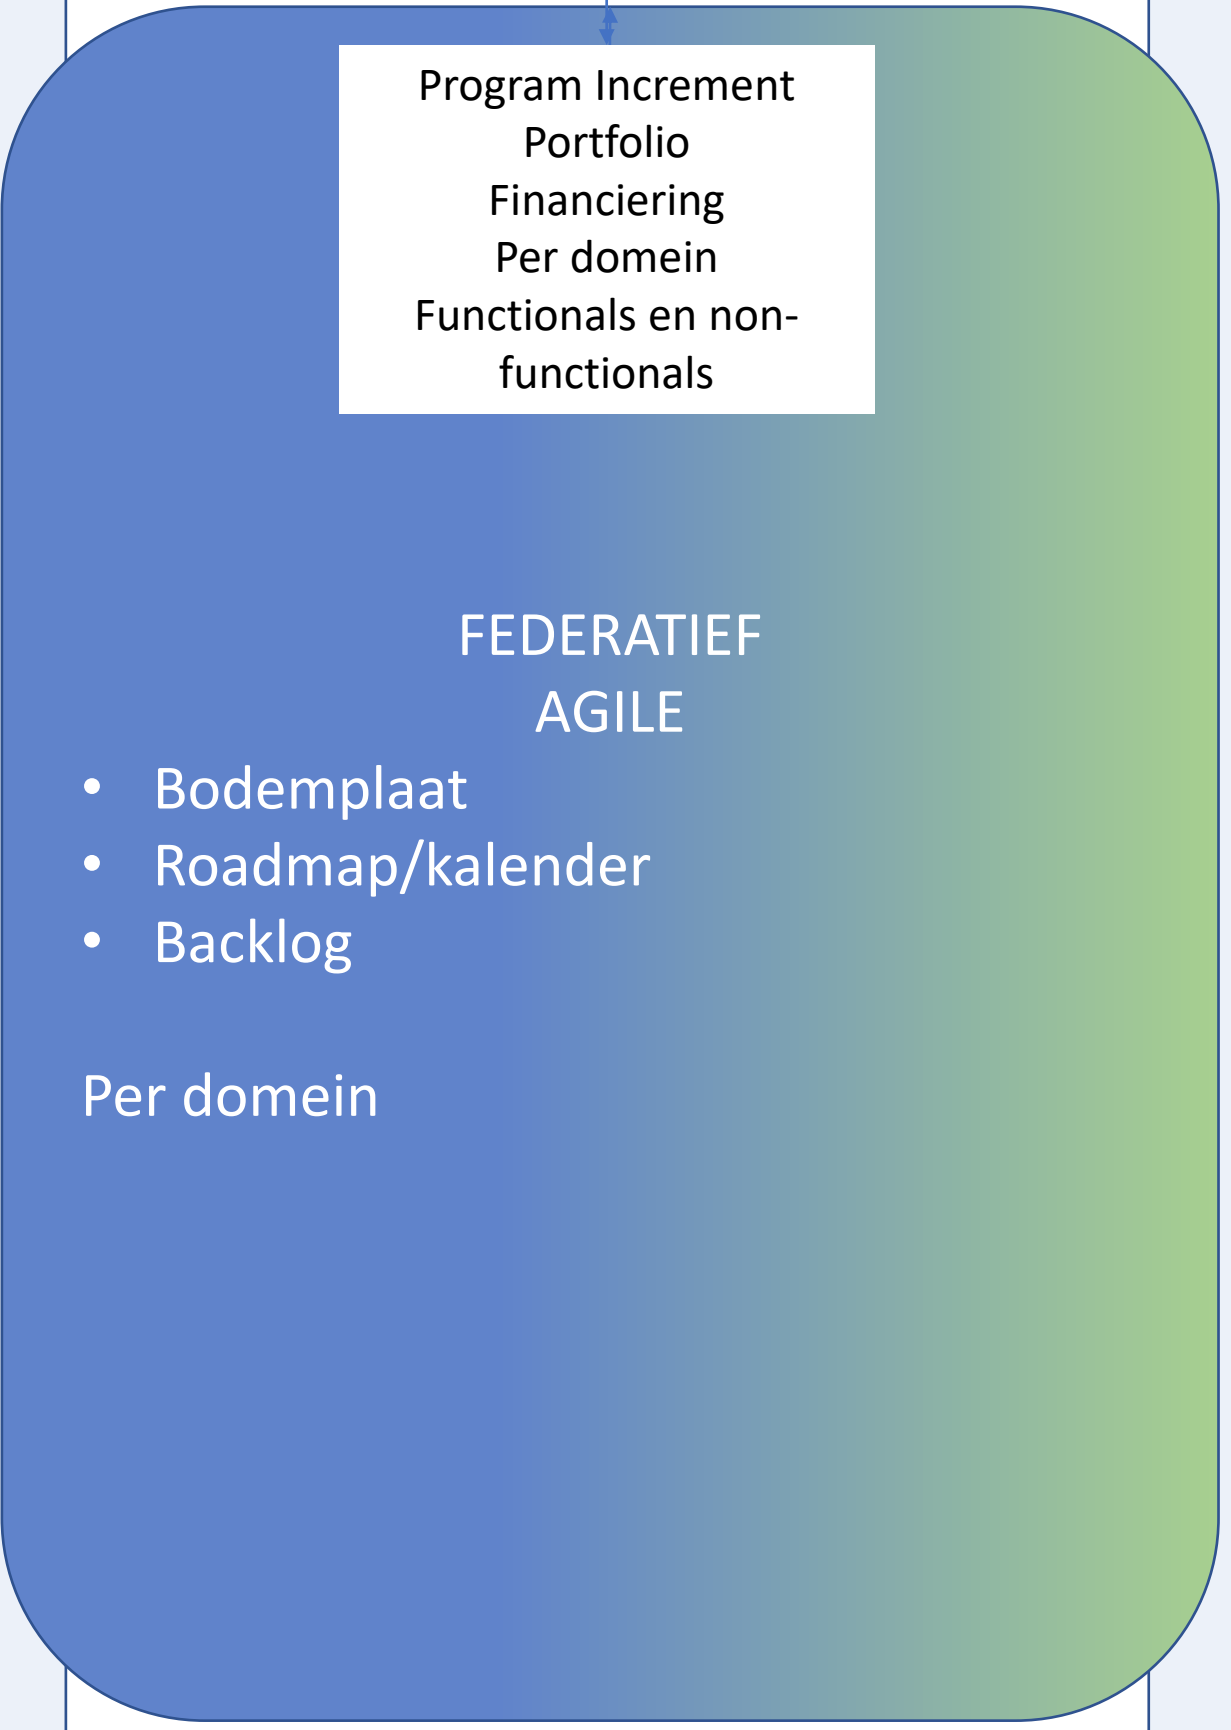 Program Increment
Portfolio
Financiering
Per domein
Functionals en non-
functionals
FEDERATIEF
AGILE
• Bodemplaat
• Roadmap/kalender
• Backlog
Per domein